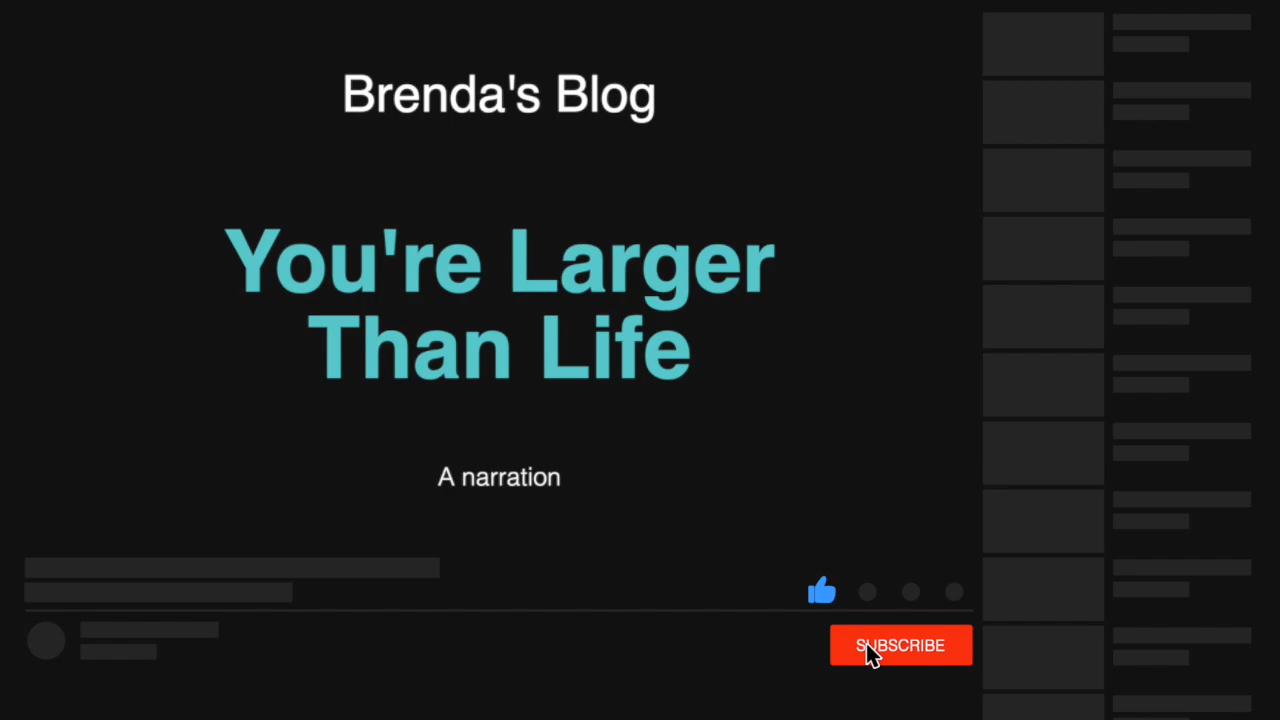 Brenda's Blog
You're Larger
Than Life
A narration
SUBSCRIBE